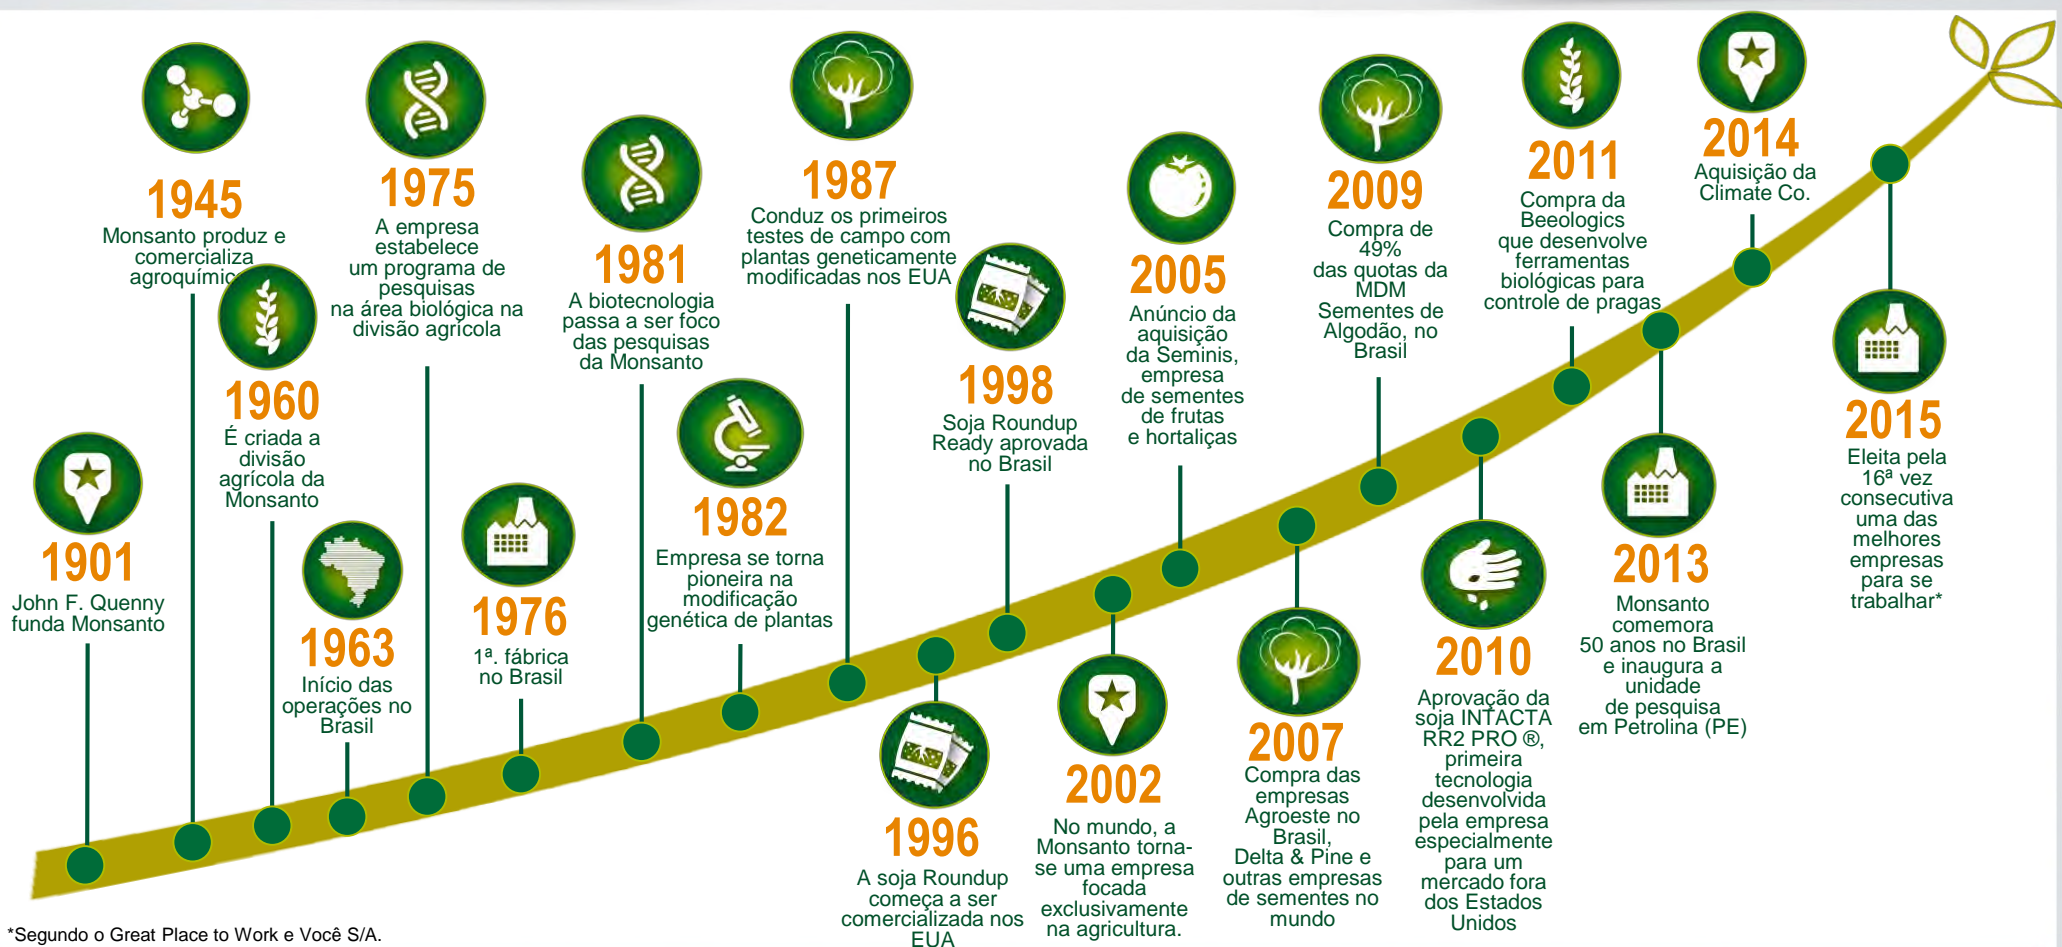 1901
John F. Quenny
funda Monsanto
1945
Monsanto produz e
comercializa
1960
É criada a
divisão
agrícola da
Monsanto
1963
Início das
operações no
Brasil
1975
A empresa
estabelece
um programa de
pesquisas
na área biológica na
divisão agrícola
1976
1ª. fábrica
no Brasil
1981
A biotecnologia
passa a ser foco
das pesquisas
da Monsanto
1982
Empresa se torna
pioneira na
modificação
genética de plantas
1987
Conduz os primeiros
testes de campo com
plantas geneticamente
modificadas nos EUA
1996
A soja Roundup
começa a ser
comercializada nos
EUA
1998
Soja Roundup
Ready aprovada
no Brasil
2002
No mundo, a
Monsanto torna-
se uma empresa
focada
exclusivamente
na agricultura.
2005
Anúncio da
aquisição
da Seminis,
empresa
de sementes
de frutas
e hortaliças
2007
Compra das
empresas
Agroeste no
Brasil,
Delta & Pine e
outras empresas
de sementes no
mundo
2009
Compra de
49%
das quotas da
MDM
Sementes de
Algodão, no
Brasil
2010
Aprovação da
soja INTACTA
RR2 PRO ®,
primeira
tecnologia
desenvolvida
pela empresa
especialmente
para um
mercado fora
dos Estados
Unidos
2011
Compra da
Beeologics
que desenvolve
ferramentas
biológicas para
controle de pragas
2013
Monsanto
comemora
50 anos no Brasil
e inaugura a
unidade
de pesquisa
em Petrolina (PE)
2014
Aquisição da
Climate Co.
2015
Eleita pela
16ª vez
consecutiva
uma das
melhores
empresas
para se
trabalhar*
*Segundo o Great Place to Work e Você S/A.